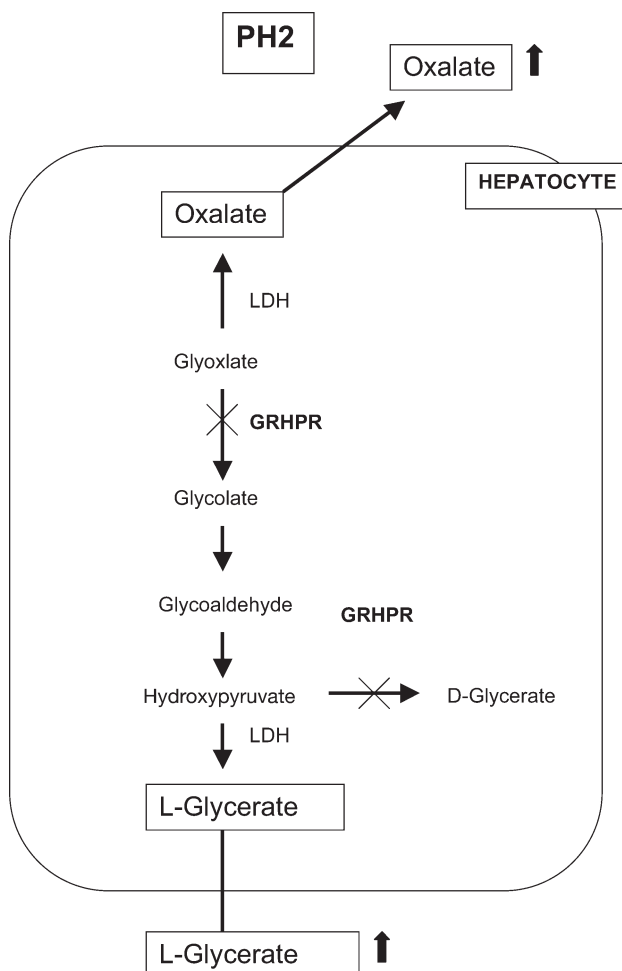 PH2
Oxalate
HEPATOCYTE
Oxalate
LDH
Glyoxlate
GRHPR
Glycolate
Glycoaldehyde
GRHPR
Hydroxypyruvate
D-Glycerate
LDH
L-Glycerate
L-Glycerate